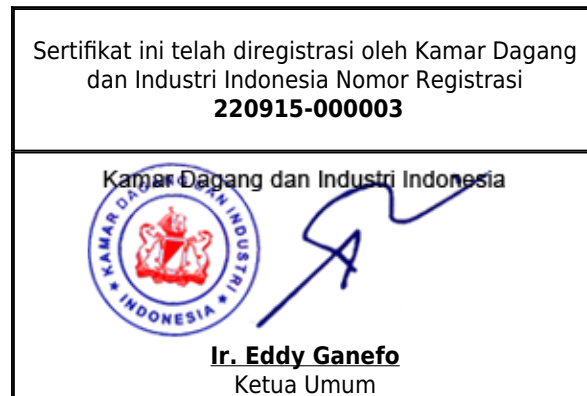 Sertifikat ini telah diregistrasi oleh Kamar Dagang
dan Industri Indonesia Nomor Registrasi
220915-000003
Kamar Dagang dan Industri Indonesia
KAMAR DAGANG DAN INDUSTRI
INDONESIA
Ir. Eddy Ganefo
Ketua Umum